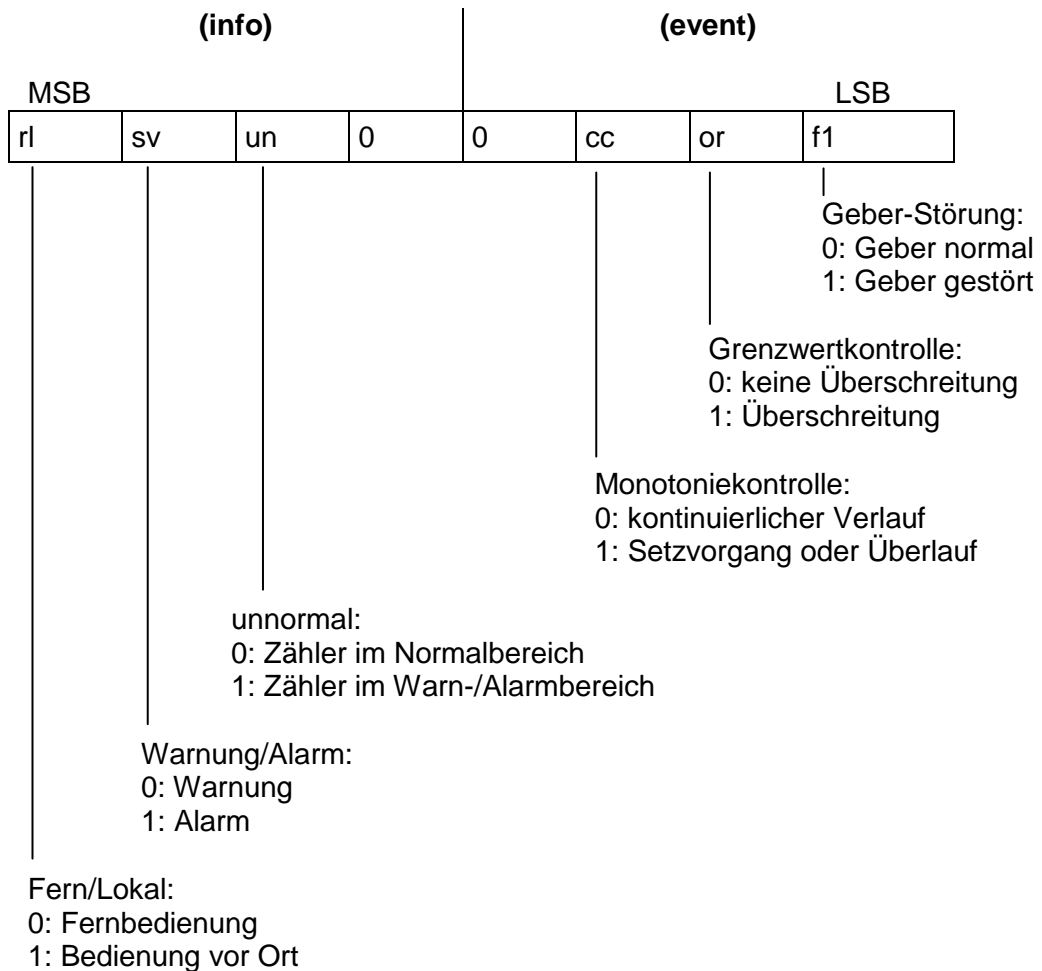 (info) (event)
MSB LSB
rl sv un 0 0 cc or f1
Geber-Störung:
0: Geber normal
1: Geber gestört
Grenzwertkontrolle:
0: keine Überschreitung
1: Überschreitung
Monotoniekontrolle:
0: kontinuierlicher Verlauf
1: Setzvorgang oder Überlauf
unnormal:
0: Zähler im Normalbereich
1: Zähler im Warn-/Alarmbereich
Warnung/Alarm:
0: Warnung
1: Alarm
Fern/Lokal:
0: Fernbedienung
1: Bedienung vor Ort